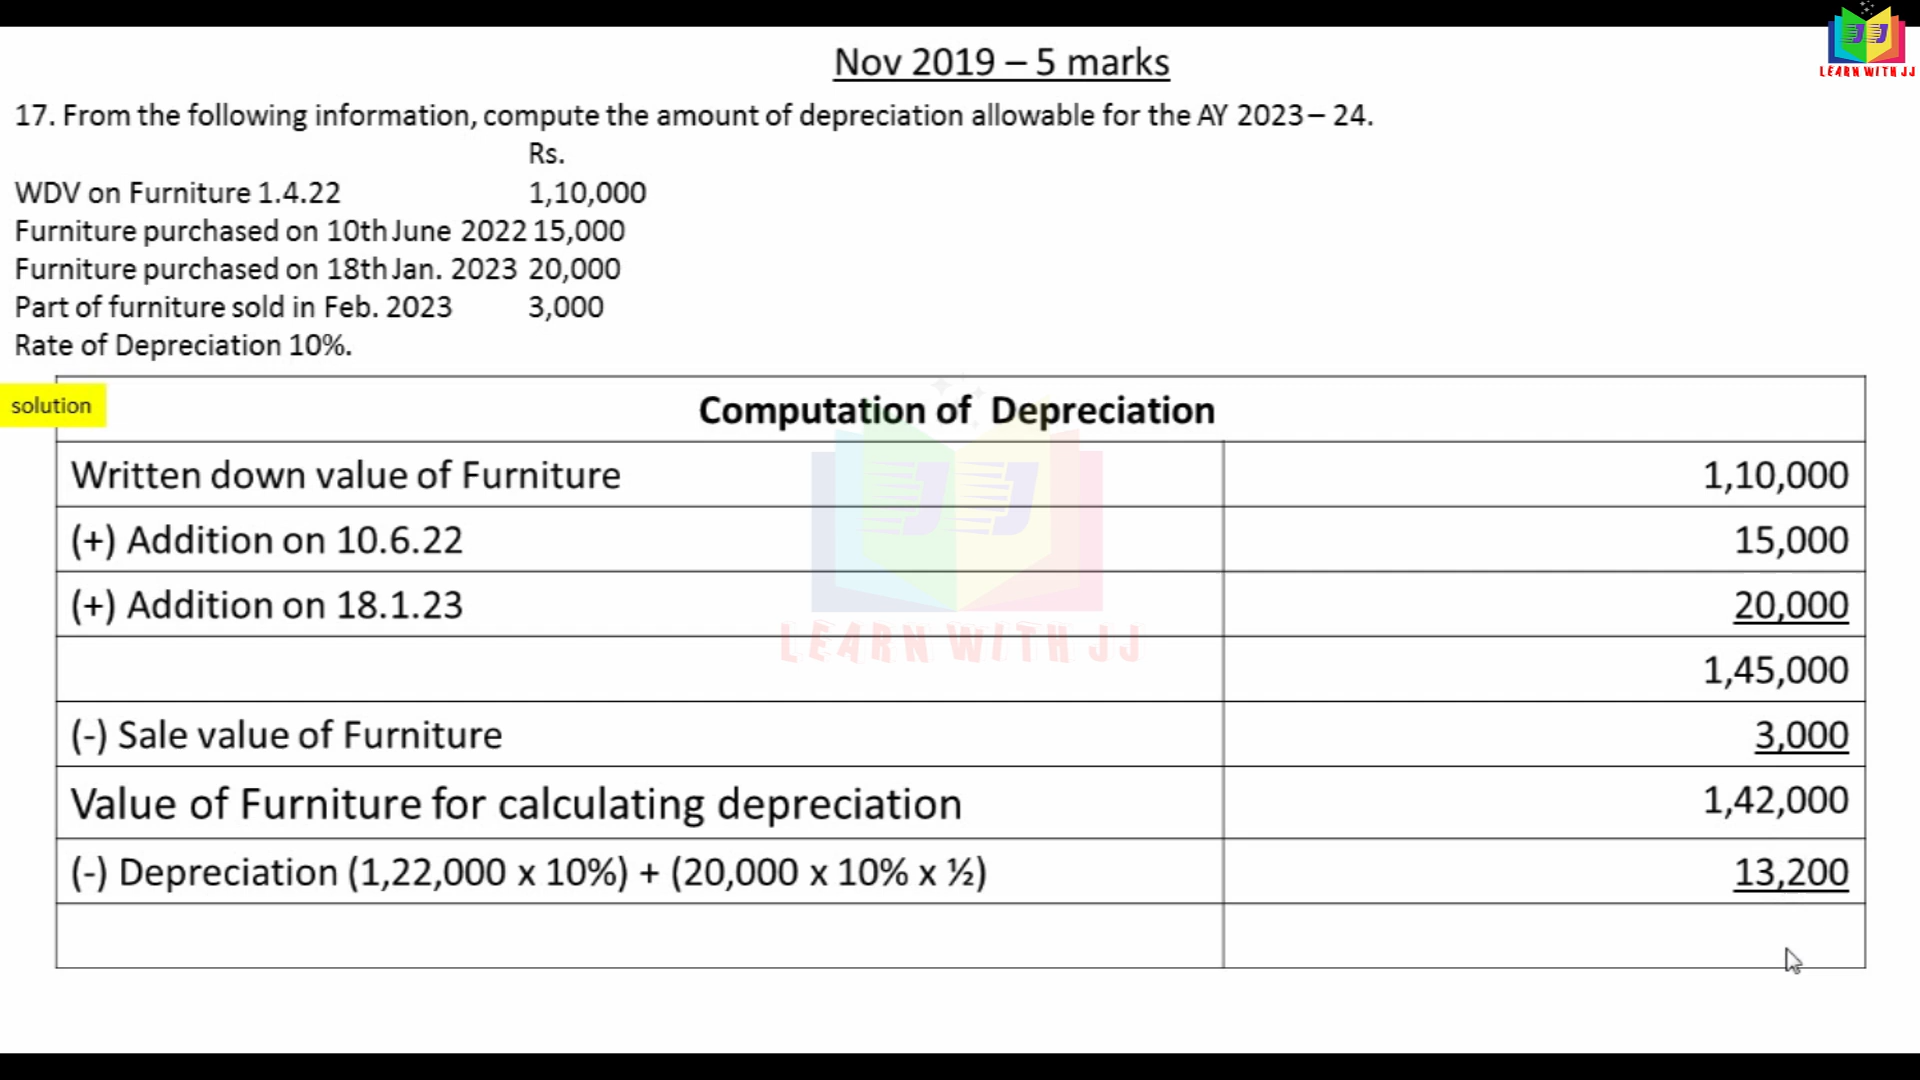 LEARN WITH JJ
Nov 2019 – 5 marks
17. From the following information, compute the amount of depreciation allowable for the AY 2023 – 24.
Rs.
WDV on Furniture 1.4.22 1,10,000
Furniture purchased on 10th June 2022 15,000
Furniture purchased on 18th Jan. 2023 20,000
Part of furniture sold in Feb. 2023 3,000
Rate of Depreciation 10%.
solution
Computation of Depreciation
Written down value of Furniture 1,10,000
(+) Addition on 10.6.22 15,000
(+) Addition on 18.1.23 20,000
LEARN WITH JJ
1,45,000
(-) Sale value of Furniture 3,000
Value of Furniture for calculating depreciation 1,42,000
(-) Depreciation (1,22,000 x 10%) + (20,000 x 10% x ½) 13,200